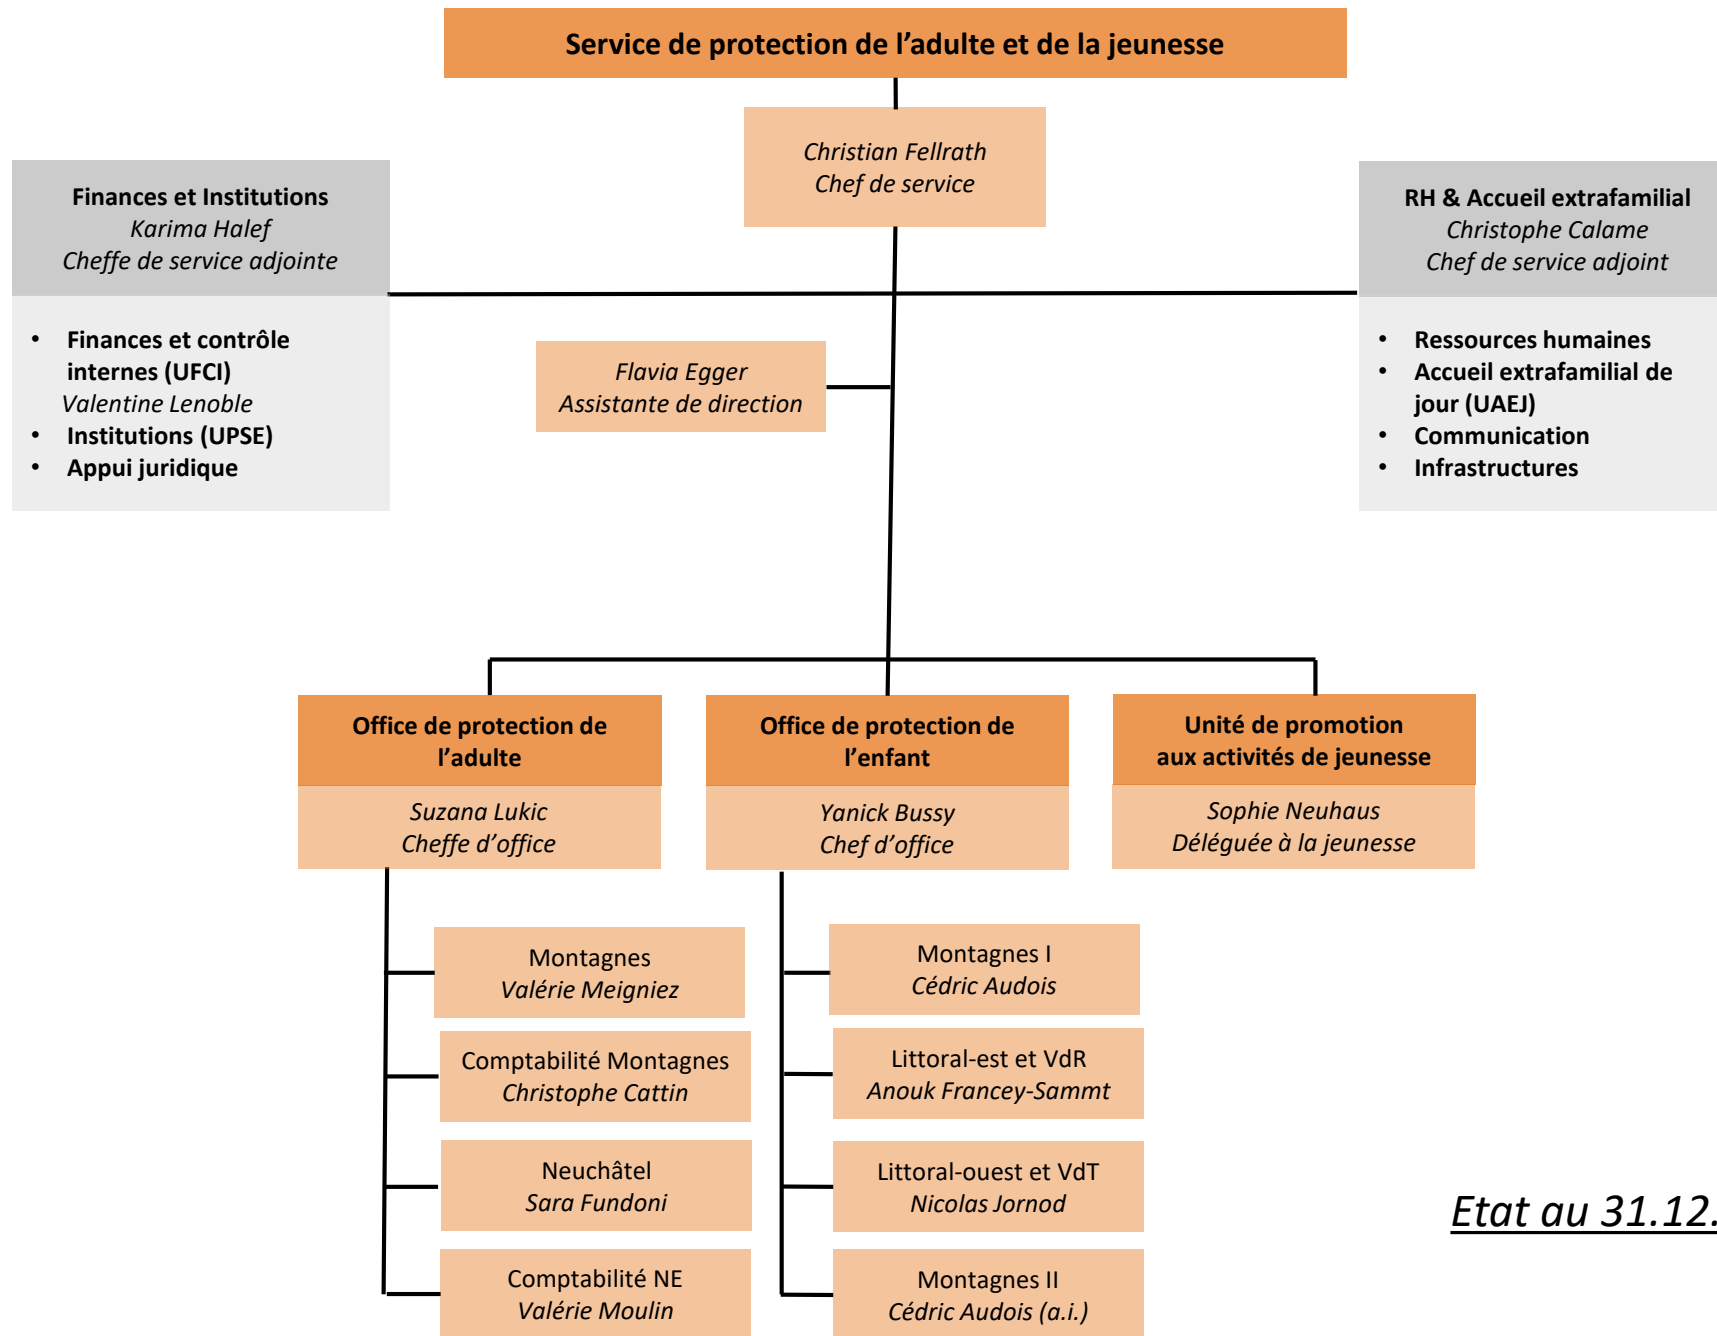 Service de protection de l’adulte et de la jeunesse
Christian Fellrath
Chef de service
Finances et Institutions
Karima Halef
Cheffe de service adjointe
• Finances et contrôle
internes (UFCI)
Valentine Lenoble
• Institutions (UPSE)
• Appui juridique
RH & Accueil extrafamilial
Christophe Calame
Chef de service adjoint
• Ressources humaines
• Accueil extrafamilial de
jour (UAEJ)
• Communication
• Infrastructures
Flavia Egger
Assistante de direction
Office de protection de
l’adulte
Suzana Lukic
Cheffe d’office
Montagnes
Valérie Meigniez
Comptabilité Montagnes
Christophe Cattin
Neuchâtel
Sara Fundoni
Comptabilité NE
Valérie Moulin
Office de protection de
l’enfant
Yanick Bussy
Chef d’office
Montagnes I
Cédric Audois
Littoral-est et VdR
Anouk Francey-Sammt
Littoral-ouest et VdT
Nicolas Jornod
Montagnes II
Cédric Audois (a.i.)
Unité de promotion
aux activités de jeunesse
Sophie Neuhaus
Déléguée à la jeunesse
Etat au 31.12.